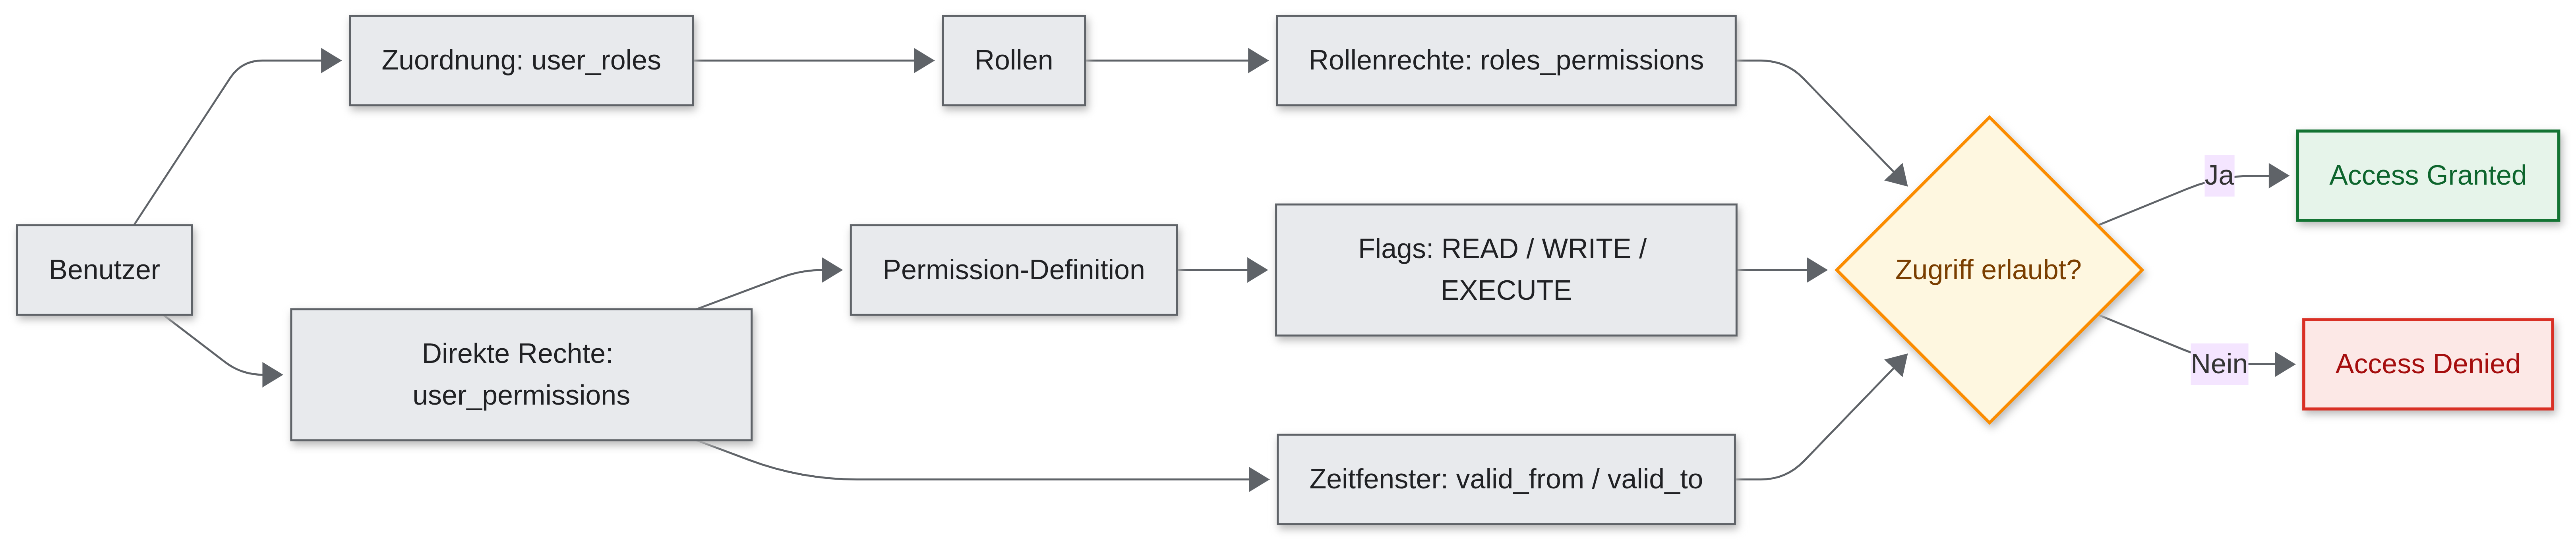 Zuordnung: user_roles
Rollen
Rollenrechte: roles_permissions
Benutzer
Direkte Rechte:
user_permissions
Permission-Definition
Flags: READ / WRITE /
EXECUTE
Zeitfenster: valid_from / valid_to
Zugriff erlaubt?
Ja
Access Granted
Nein
Access Denied